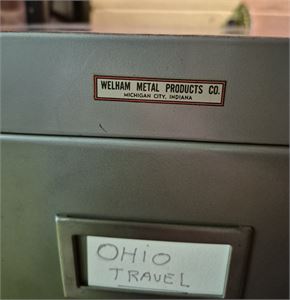 WELHAM METAL PRODUCTS CO.
MICHIGAN CITY, INDIANA
OHiO
TRAVEL